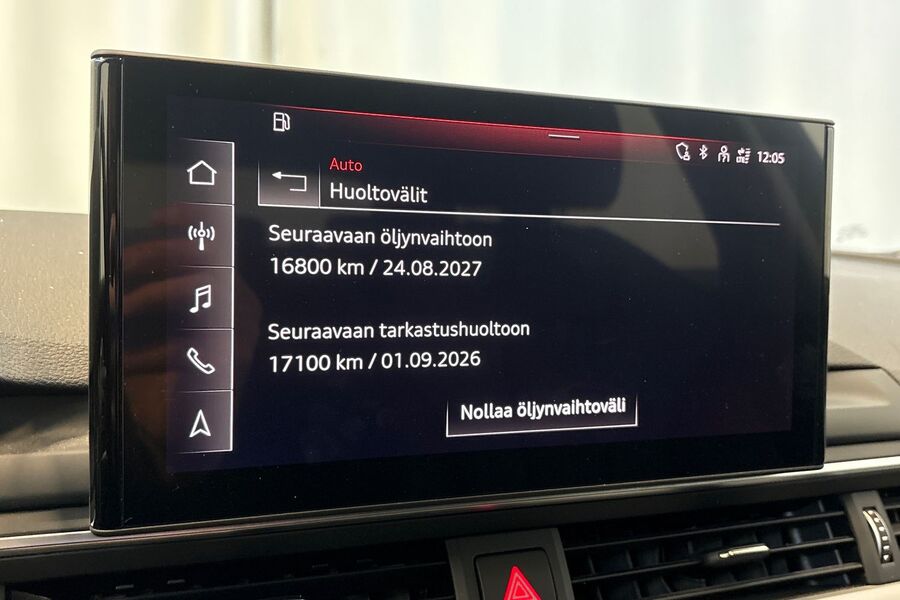 12:05
Auto
Huoltovälit
Seuraavaan öljynvaihtoon
16800 km / 24.08.2027
Seuraavaan tarkastushuoltoon
17100 km / 01.09.2026
Nollaa öljynvaihtoväli